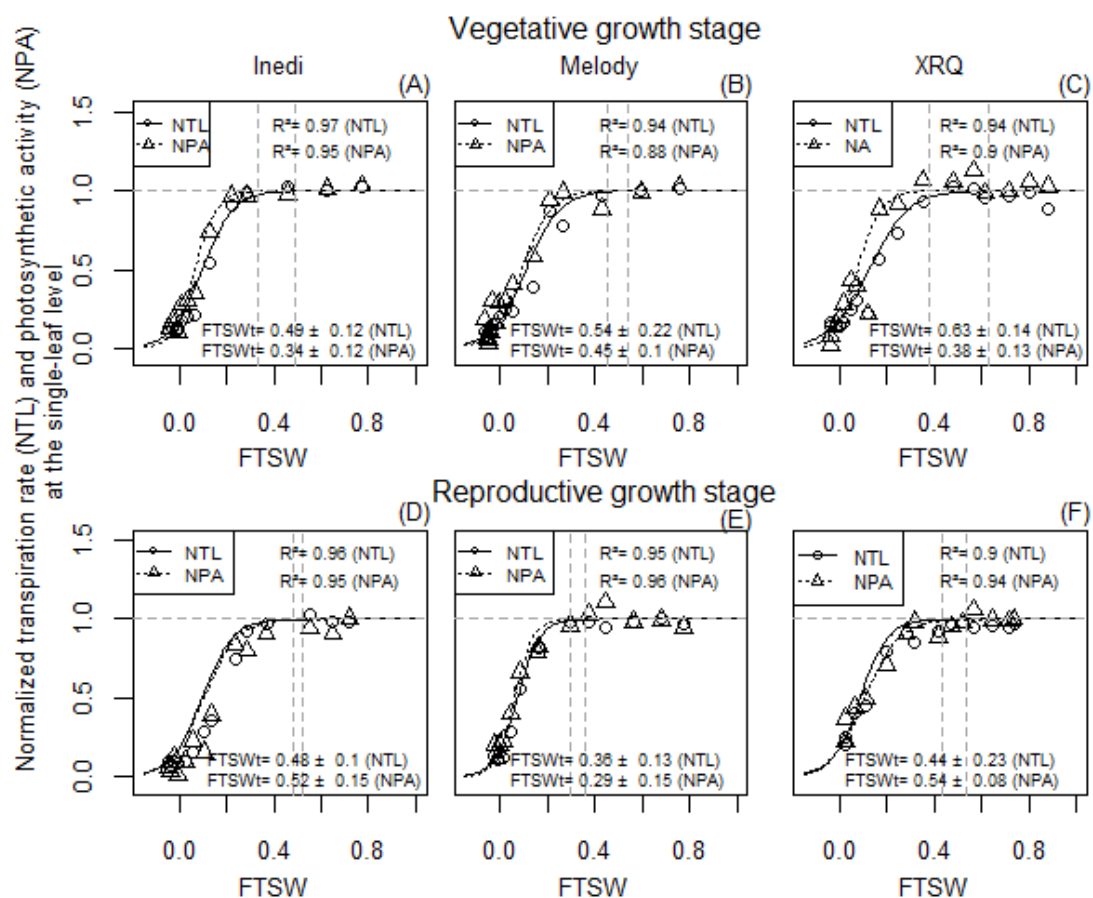 Vegetative growth stage
Inedi
Melody
XRQ
(A)
(B)
(C)
Normalized transpiration rate (NTL) and photosynthetic activity (NPA)
at the single-leaf level
1.5
1.0
0.5
0.0
NTL
NPA
R²= 0.97 (NTL)
R²= 0.95 (NPA)
FTSWt= 0.49 ± 0.12 (NTL)
FTSWt= 0.34 ± 0.12 (NPA)
0.0 0.4 0.8
FTSW
NTL
NPA
R²= 0.94 (NTL)
R²= 0.88 (NPA)
FTSWt= 0.54 ± 0.22 (NTL)
FTSWt= 0.45 ± 0.1 (NPA)
0.0 0.4 0.8
FTSW
NTL
NA
R²= 0.94 (NTL)
R²= 0.9 (NPA)
FTSWt= 0.63 ± 0.14 (NTL)
FTSWt= 0.38 ± 0.13 (NPA)
0.0 0.4 0.8
FTSW
Reproductive growth stage
(D)
(E)
(F)
1.5
1.0
0.5
0.0
NTL
NPA
R²= 0.96 (NTL)
R²= 0.95 (NPA)
FTSWt= 0.48 ± 0.1 (NTL)
FTSWt= 0.52 ± 0.15 (NPA)
0.0 0.4 0.8
FTSW
NTL
NPA
R²= 0.95 (NTL)
R²= 0.96 (NPA)
FTSWt= 0.36 ± 0.13 (NTL)
FTSWt= 0.29 ± 0.15 (NPA)
0.0 0.4 0.8
FTSW
NTL
NPA
R²= 0.9 (NTL)
R²= 0.94 (NPA)
FTSWt= 0.44 ± 0.23 (NTL)
FTSWt= 0.54 ± 0.08 (NPA)
0.0 0.4 0.8
FTSW